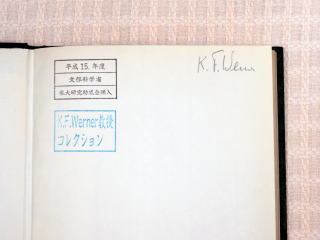 平成15年度
文部科学省
私大研究助成金購入
K.F.Werner
K.F.Werner教授
コレクション